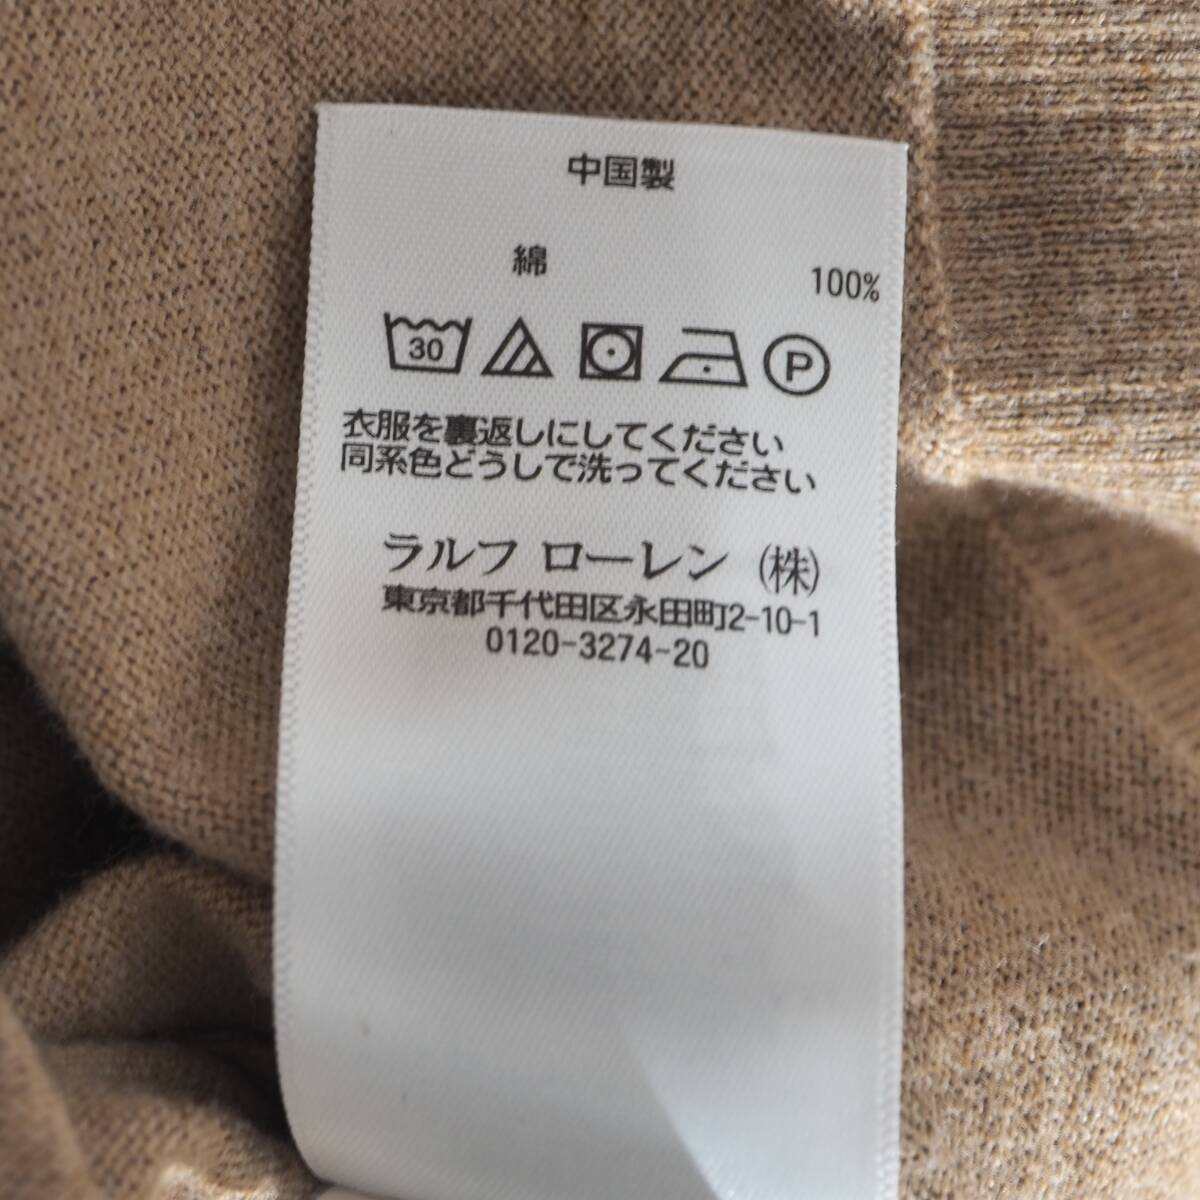 中国製
綿 100%
30 P
衣服を裏返しにしてください
同系色どうしで洗ってください
ラルフ ローレン (株)
東京都千代田区永田町2-10-1
0120-3274-20